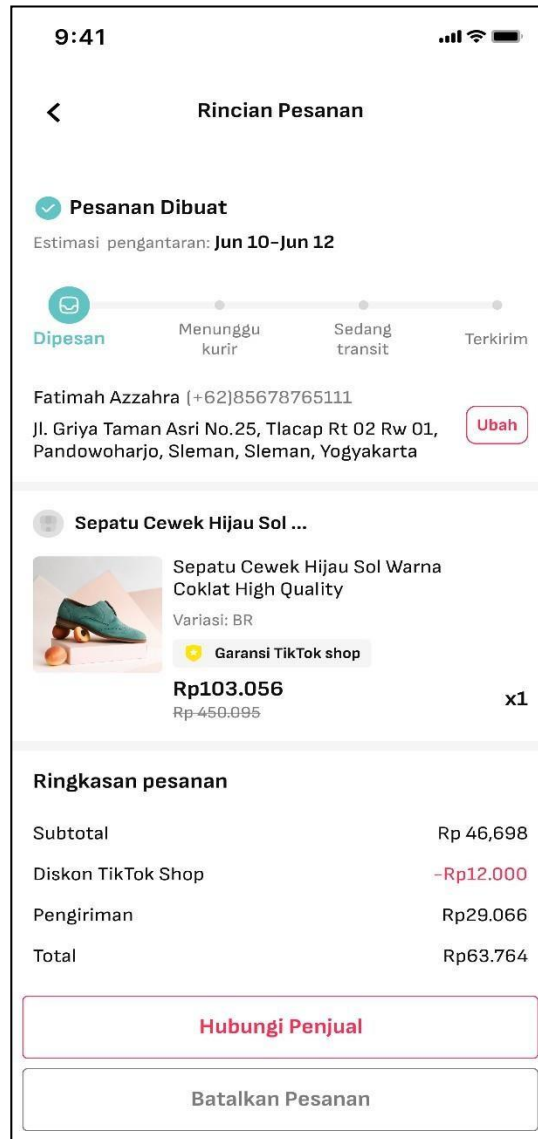 9:41
Rincian Pesanan
Pesanan Dibuat
Estimasi pengantaran: Jun 10-Jun 12
Dipesan
Menunggu
kurir
Sedang
transit
Terkirim
Fatimah Azzahra (+62)85678765111
Jl. Griya Taman Asri No.25, Tlacap Rt 02 Rw 01,
Pandowoharjo, Sleman, Sleman, Yogyakarta
Ubah
Sepatu Cewek Hijau Sol ...
Sepatu Cewek Hijau Sol Warna
Coklat High Quality
Variasi: BR
Garansi TikTok shop
Rp103.056
Rp 450.095
x1
Ringkasan pesanan
Subtotal Rp 46,698
Diskon TikTok Shop -Rp12.000
Pengiriman Rp29.066
Total Rp63.764
Hubungi Penjual
Batalkan Pesanan